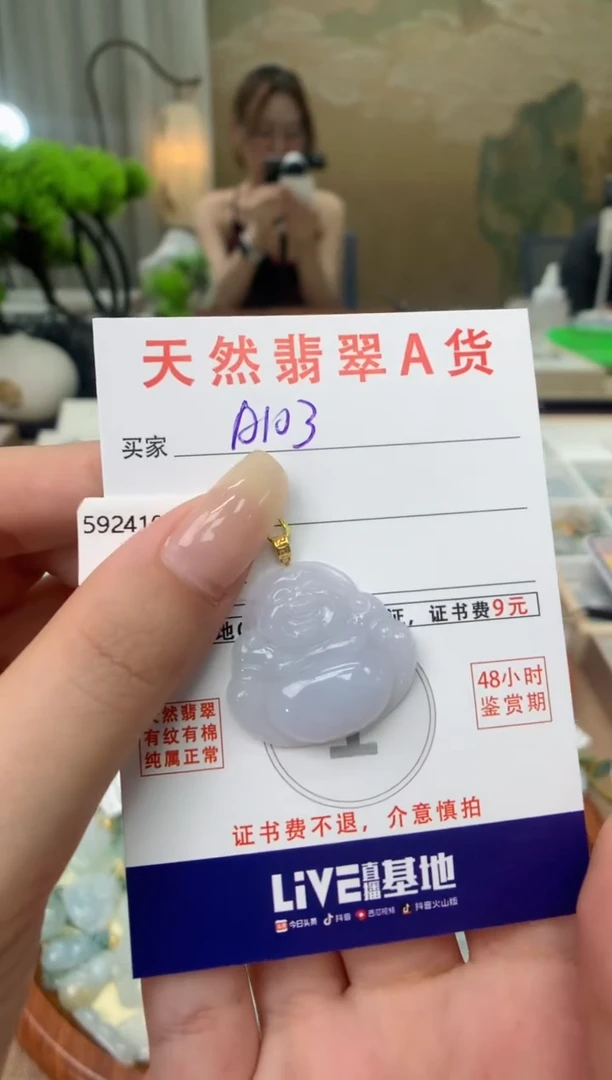 天然翡翠A货
买家 A103
59241
地
证，证书费9元
48小时
鉴赏期
天然翡翠
有纹有棉
纯属正常
证书费不退，介意慎拍
LiVE直播基地
今日头条 抖音 西瓜视频 抖音火山版